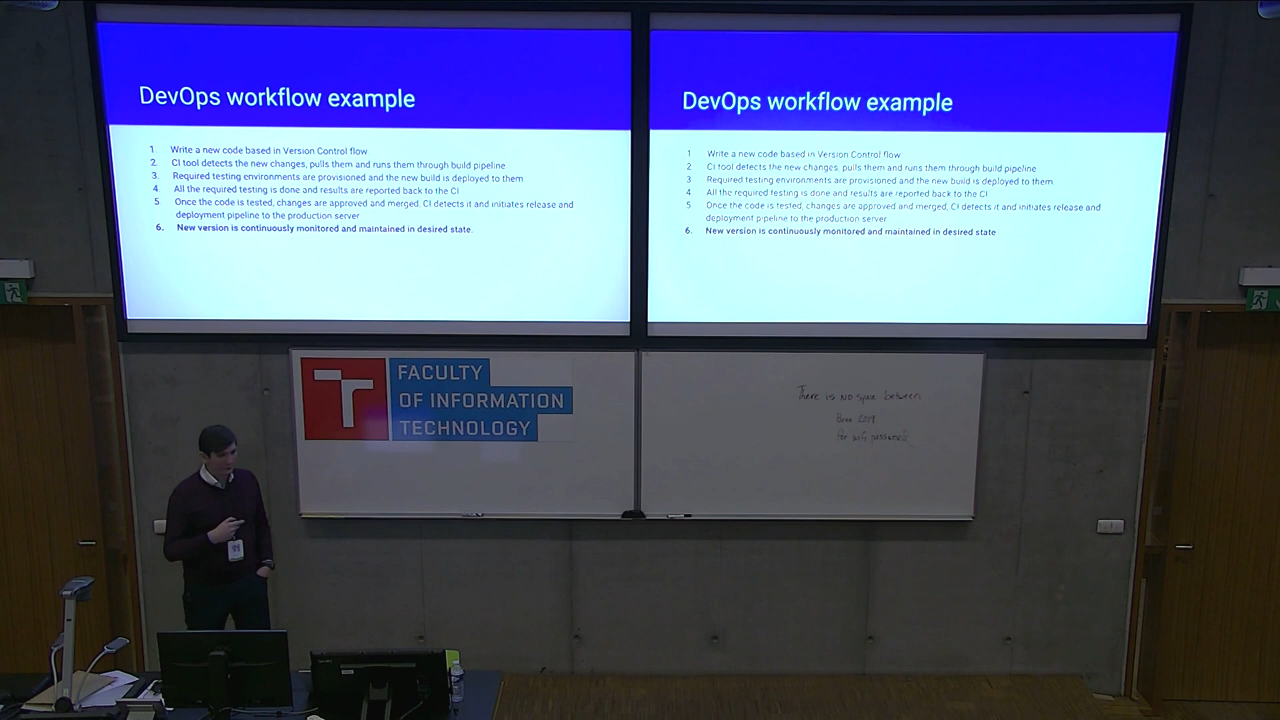 DevOps workflow example
1. Write a new code based in Version Control flow
2. CI tool detects the new changes, pulls them and runs them through build pipeline
3. Required testing environments are provisioned and the new build is deployed to them
4. All the required testing is done and results are reported back to the CI
5. Once the code is tested, changes are approved and merged, CI detects it and initiates release and
deployment pipeline to the production server
6. New version is continuously monitored and maintained in desired state.
DevOps workflow example
1 Write a new code based in Version Control flow
2 CI tool detects the new changes, pulls them and runs them through build pipeline
3 Required testing environments are provisioned and the new build is deployed to them
4 All the required testing is done and results are reported back to the CI
5 Once the code is tested, changes are approved and merged, CI detects it and initiates release and
deployment pipeline to the production server
6. New version is continuously monitored and maintained in desired state
FACULTY
OF INFORMATION
TECHNOLOGY
There is NO space between
2019
for wifi